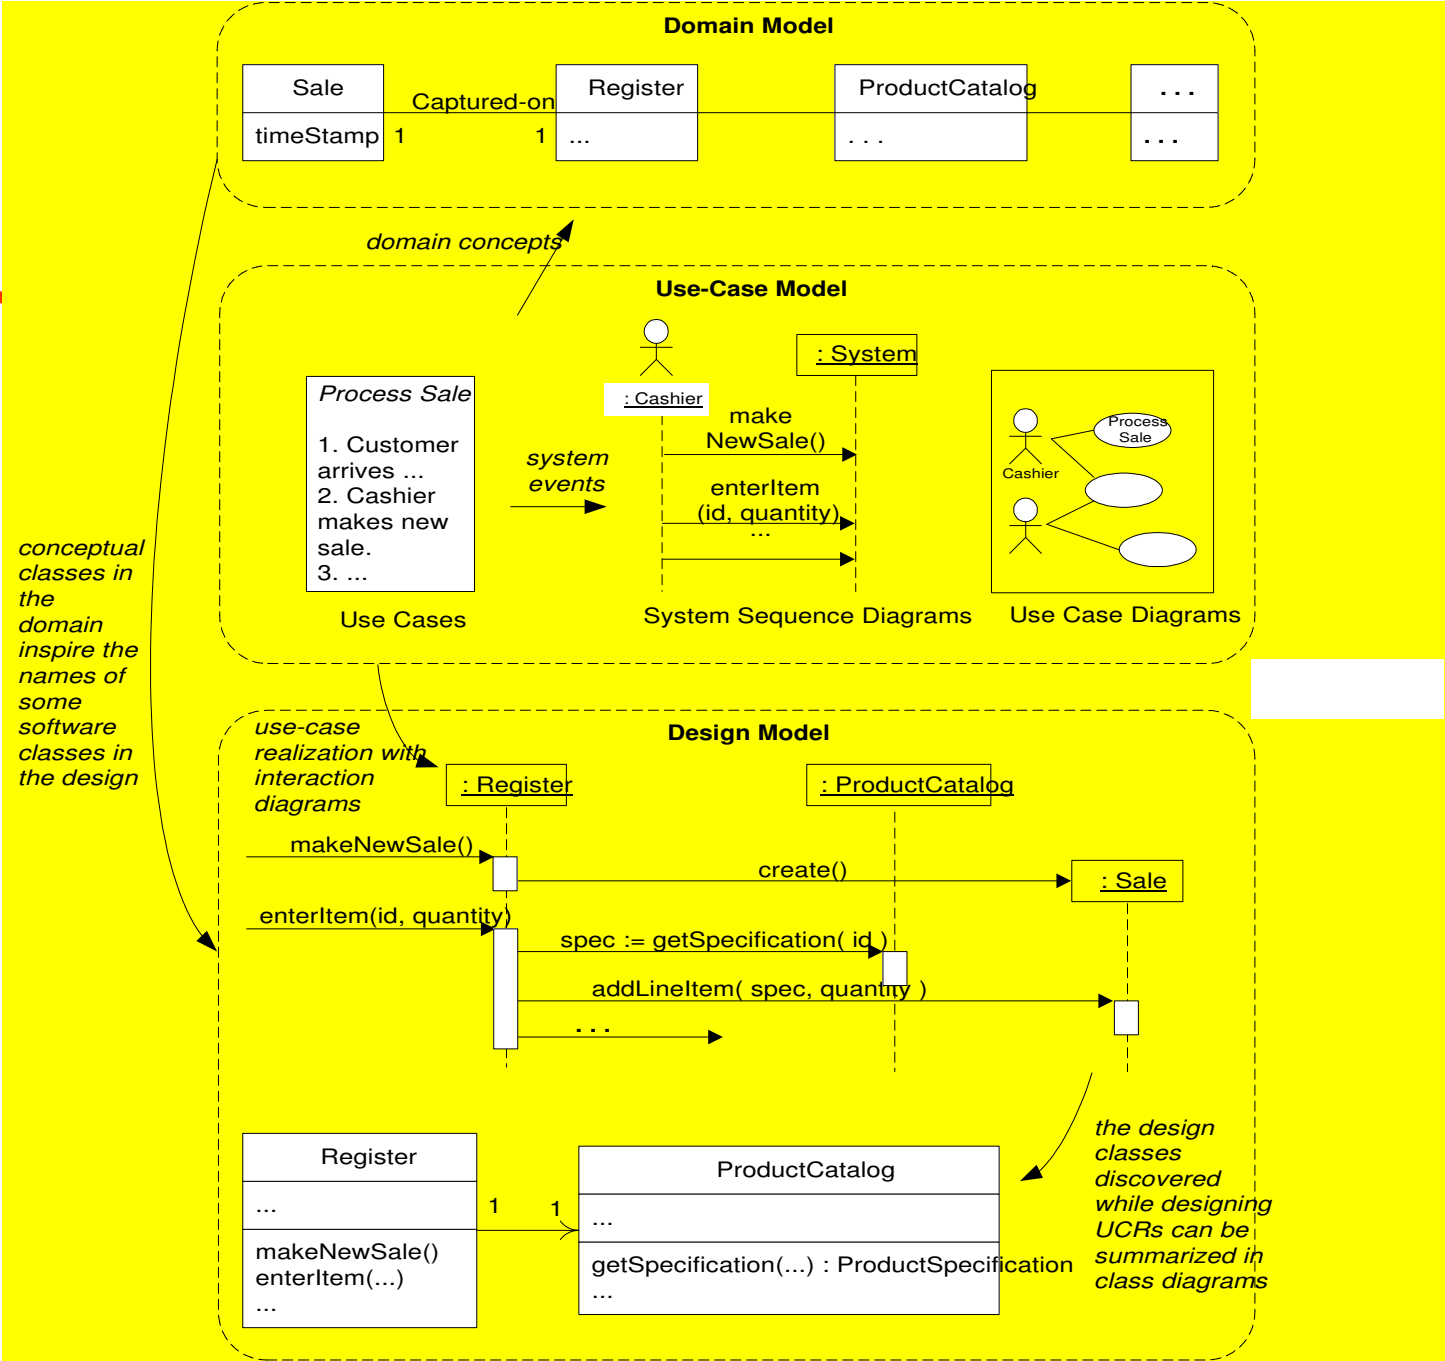 Domain Model
Sale
Captured-on
Register
ProductCatalog
. . .
timeStamp
1
1
...
. . .
. . .
domain concepts
Use-Case Model
Process Sale
1. Customer
arrives ...
2. Cashier
makes new
sale.
3. ...
Use Cases
system
events
: Cashier
: System
make
NewSale()
enterItem
(id, quantity)
...
System Sequence Diagrams
Cashier
Process
Sale
Use Case Diagrams
conceptual
classes in
the
domain
inspire the
names of
some
software
classes in
the design
Design Model
use-case
realization with
interaction
diagrams
: Register
: ProductCatalog
makeNewSale()
create()
: Sale
enterItem(id, quantity)
spec := getSpecification( id )
addLineItem( spec, quantity )
. . .
the design
classes
discovered
while designing
UCRs can be
summarized in
class diagrams
Register
...
makeNewSale()
enterItem(...)
...
1
1
ProductCatalog
...
getSpecification(...) : ProductSpecification
...